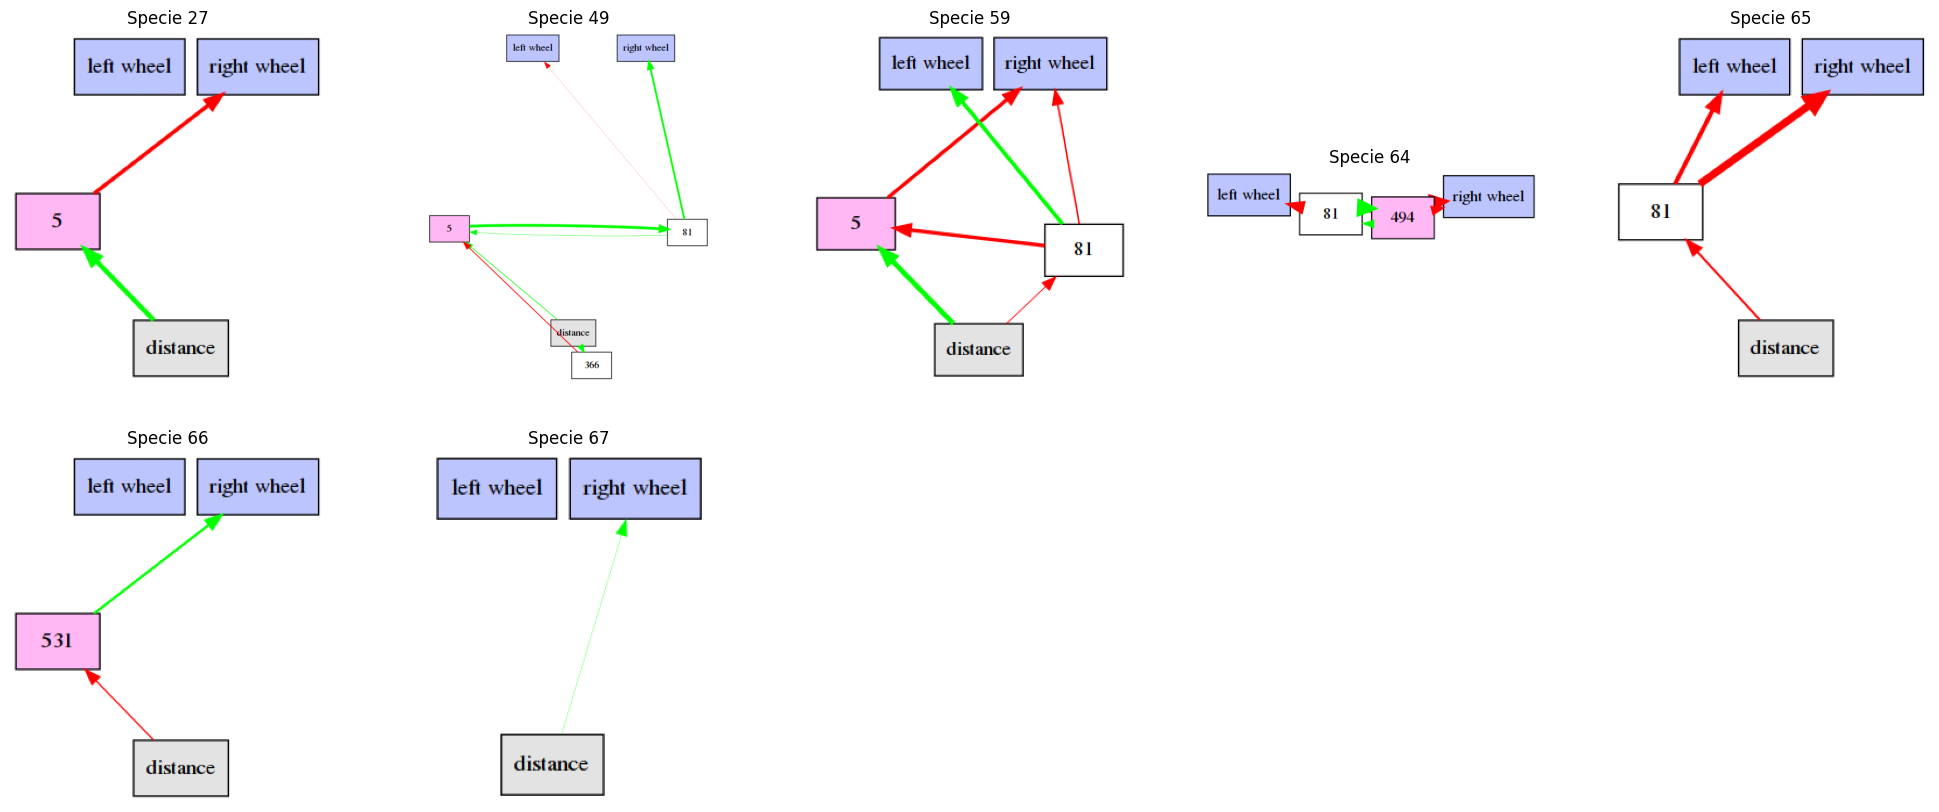 Specie 27
left wheel
right wheel
5
distance
Specie 49
left wheel
right wheel
5
81
distance
366
Specie 59
left wheel
right wheel
5
81
distance
Specie 64
left wheel
81
494
right wheel
Specie 65
left wheel
right wheel
81
distance
Specie 66
left wheel
right wheel
531
distance
Specie 67
left wheel
right wheel
distance